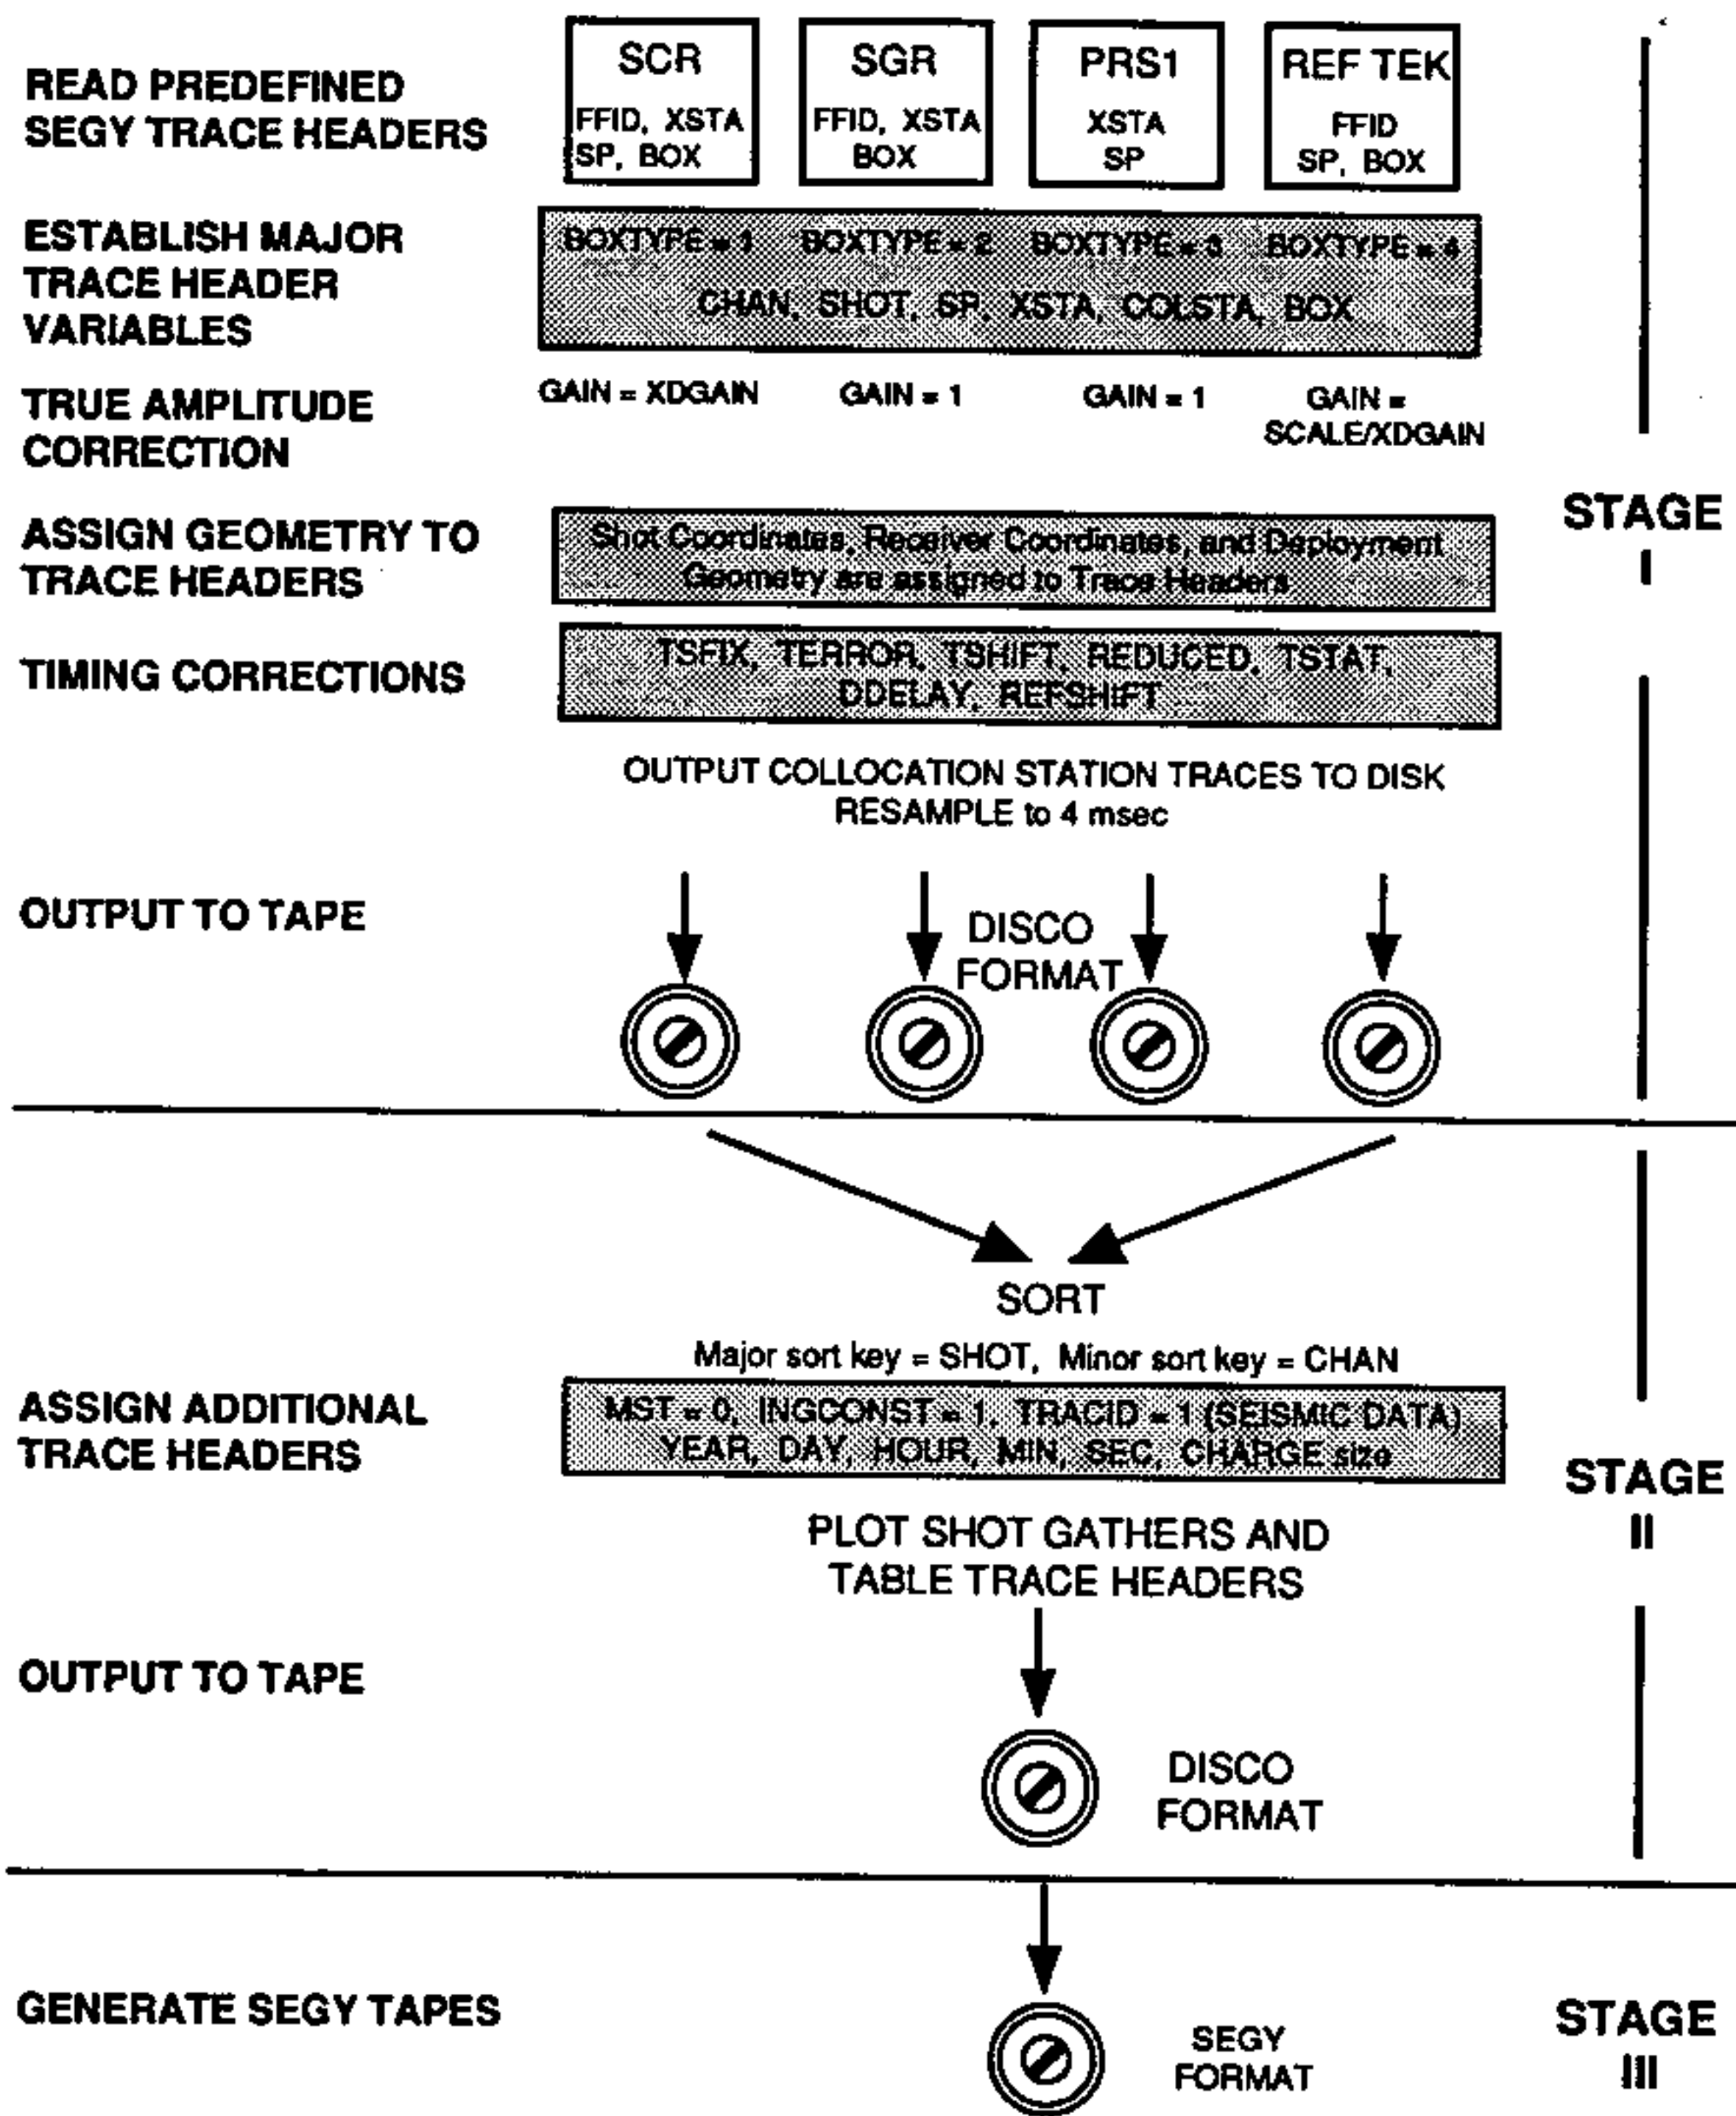 READ PREDEFINED
SEGY TRACE HEADERS
SCR
FFID, XSTA
SP, BOX
SGR
FFID, XSTA
BOX
PRS1
XSTA
SP
REF TEK
FFID
SP, BOX
ESTABLISH MAJOR
TRACE HEADER
VARIABLES
BOXTYPE = 1 BOXTYPE = 2 BOXTYPE = 3 BOXTYPE = 4
CHAN, SHOT, SP, XSTA, COLSTA, BOX
TRUE AMPLITUDE
CORRECTION
GAIN = XDGAIN
GAIN = 1
GAIN = 1
GAIN =
SCALE/XDGAIN
STAGE
I
ASSIGN GEOMETRY TO
TRACE HEADERS
Shot Coordinates, Receiver Coordinates, and Deployment
Geometry are assigned to Trace Headers
TIMING CORRECTIONS
TSFIX, TERROR, TSHIFT, REDUCED, TSTAT,
DDELAY, REFSHIFT
OUTPUT COLLOCATION STATION TRACES TO DISK
RESAMPLE to 4 msec
OUTPUT TO TAPE
DISCO
FORMAT
SORT
Major sort key = SHOT, Minor sort key = CHAN
ASSIGN ADDITIONAL
TRACE HEADERS
MST = 0, INGCONST = 1, TRACID = 1 (SEISMIC DATA)
YEAR, DAY, HOUR, MIN, SEC, CHARGE size
STAGE
II
PLOT SHOT GATHERS AND
TABLE TRACE HEADERS
OUTPUT TO TAPE
DISCO
FORMAT
GENERATE SEGY TAPES
SEGY
FORMAT
STAGE
III